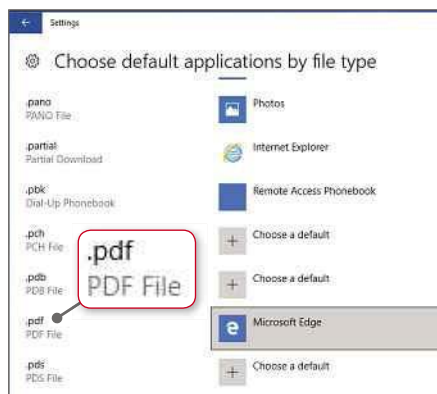 Settings
Choose default applications by file type
.pano
PANO File
Photos
.partial
Partial Download
Internet Explorer
.pbk
Dial-Up Phonebook
Remote Access Phonebook
.pch
PCH File
Choose a default
.pdf
PDF File
.pdb
PDB File
Choose a default
.pdf
PDF File
Microsoft Edge
.pds
PDS File
Choose a default